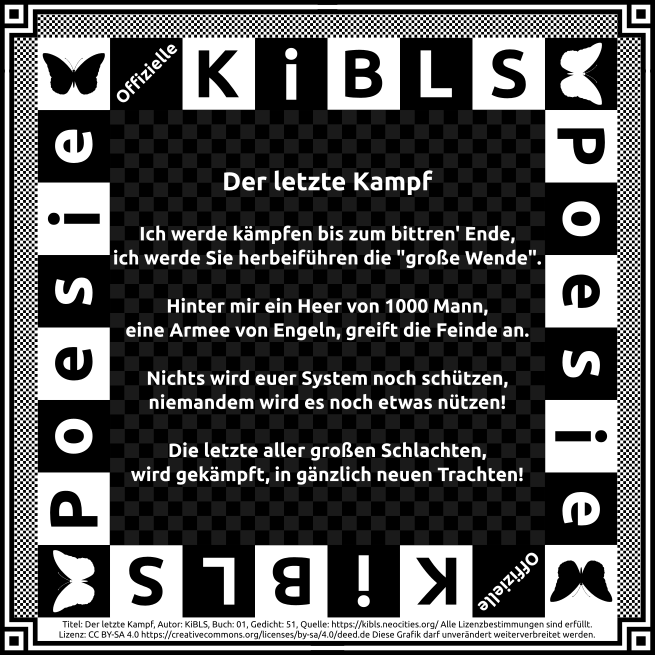 Offizielle
KiBLS
Poesie
Poesie
Der letzte Kampf
Ich werde kämpfen bis zum bittren' Ende,
ich werde Sie herbeiführen die "große Wende".
Hinter mir ein Heer von 1000 Mann,
eine Armee von Engeln, greift die Feinde an.
Nichts wird euer System noch schützen,
niemandem wird es noch etwas nützen!
Die letzte aller großen Schlachten,
wird gekämpft, in gänzlich neuen Trachten!
KiBLS
Offizielle
Titel: Der letzte Kampf, Autor: KiBLS, Buch: 01, Gedicht: 51, Quelle: https://kibls.neocities.org/ Alle Lizenzbestimmungen sind erfüllt.
Lizenz: CC BY-SA 4.0 https://creativecommons.org/licenses/by-sa/4.0/deed.de Diese Grafik darf unverändert weiterverbreitet werden.